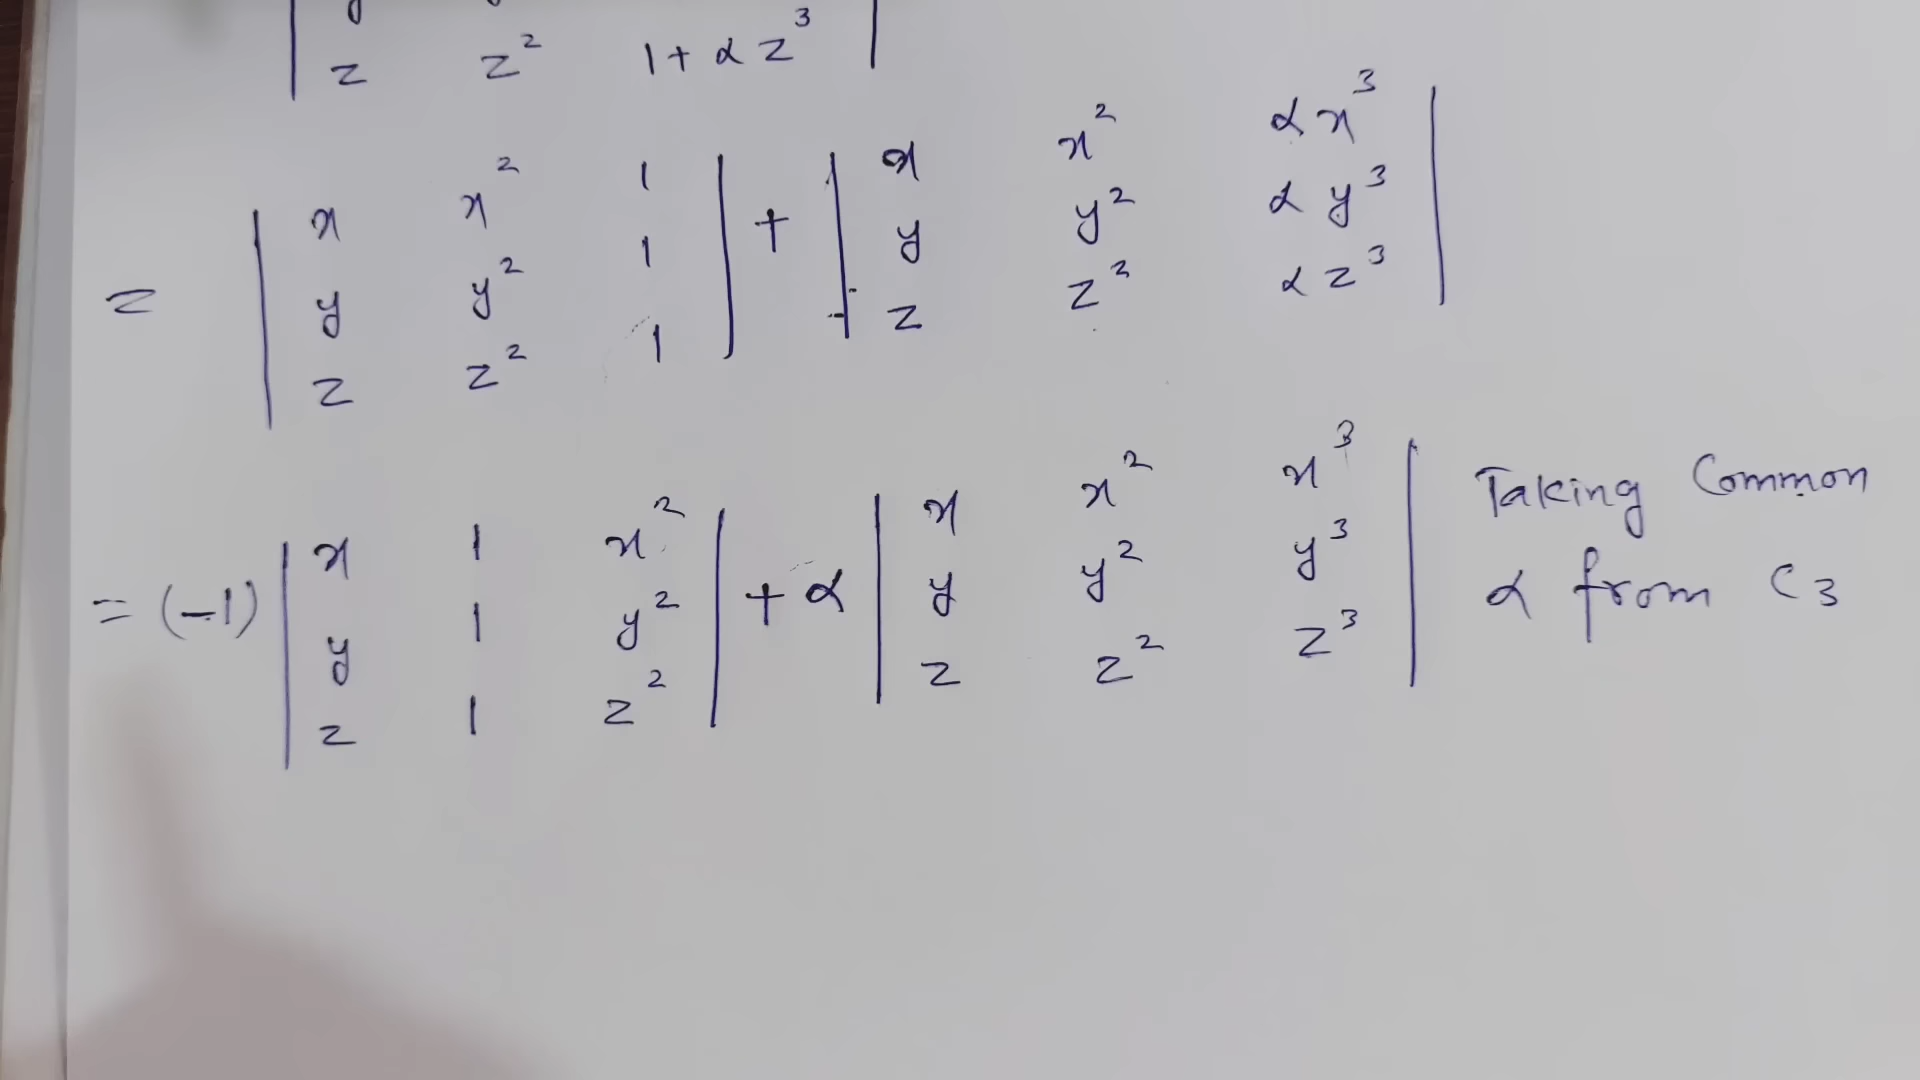 z z² 1+αz³
= | x x² 1 | + | x x² αx³ |
| y y² 1 | | y y² αy³ |
| z z² 1 | | z z² αz³ |
= (-1) | x 1 x² | + α | x x² x³ | Taking Common
| y 1 y² | | y y² y³ | α from C3
| z 1 z² | | z z² z³ |